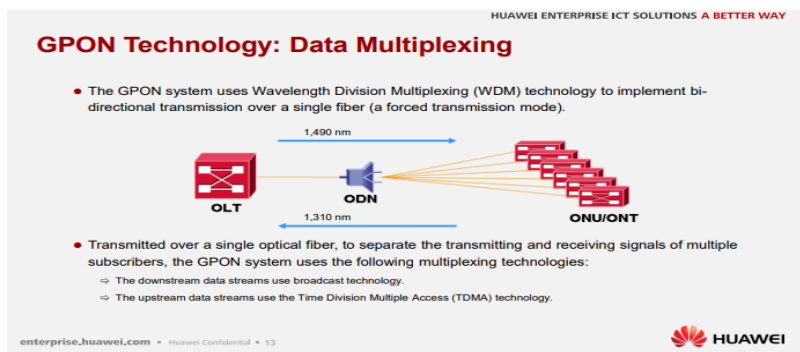 HUAWEI ENTERPRISE ICT SOLUTIONS A BETTER WAY
GPON Technology: Data Multiplexing
● The GPON system uses Wavelength Division Multiplexing (WDM) technology to implement bi-
directional transmission over a single fiber (a forced transmission mode).
1,490 nm
OLT
ODN
ONU/ONT
1,310 nm
● Transmitted over a single optical fiber, to separate the transmitting and receiving signals of multiple
subscribers, the GPON system uses the following multiplexing technologies:
⇨ The downstream data streams use broadcast technology.
⇨ The upstream data streams use the Time Division Multiple Access (TDMA) technology.
enterprise.huawei.com ▪ Huawei Confidential ▪ 13
HUAWEI